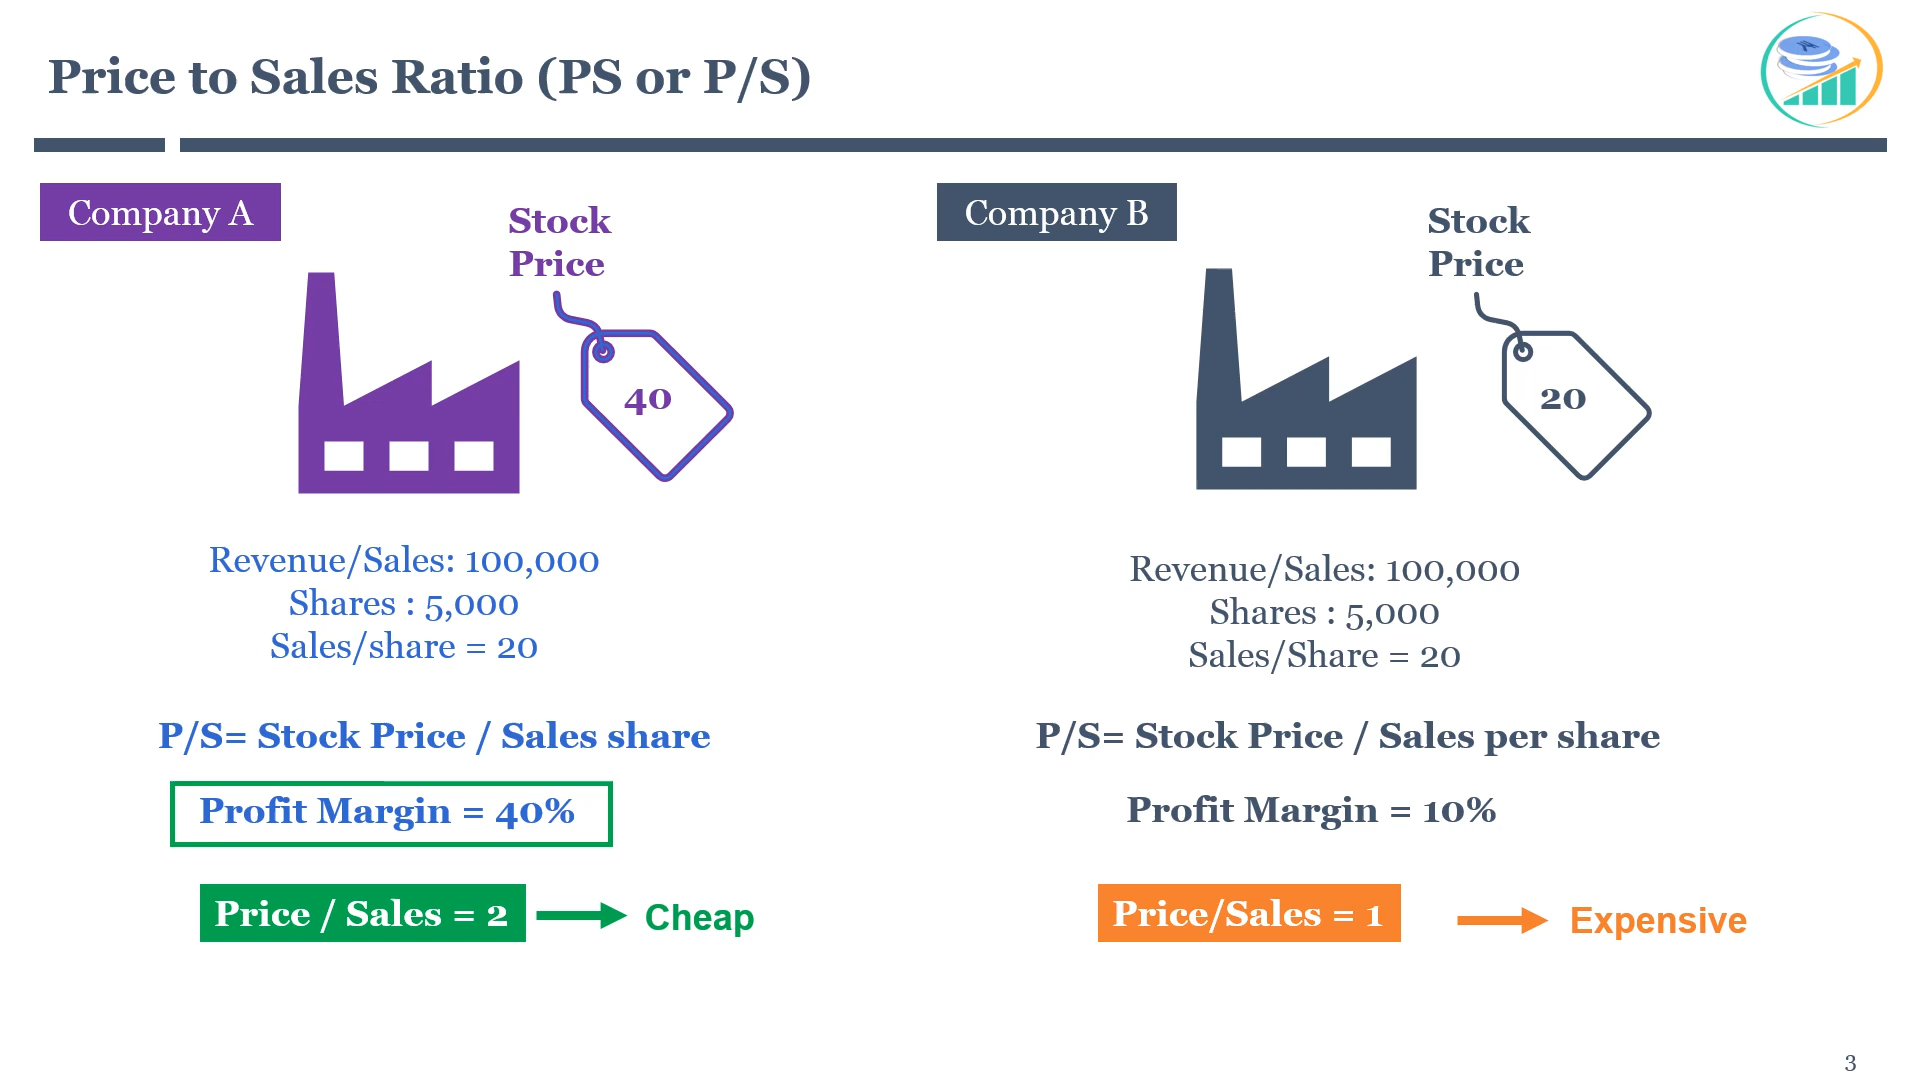 Price to Sales Ratio (PS or P/S)
Company A
Stock
Price
40
Revenue/Sales: 100,000
Shares : 5,000
Sales/share = 20
P/S= Stock Price / Sales share
Profit Margin = 40%
Price / Sales = 2
Cheap
Company B
Stock
Price
20
Revenue/Sales: 100,000
Shares : 5,000
Sales/Share = 20
P/S= Stock Price / Sales per share
Profit Margin = 10%
Price/Sales = 1
Expensive
3